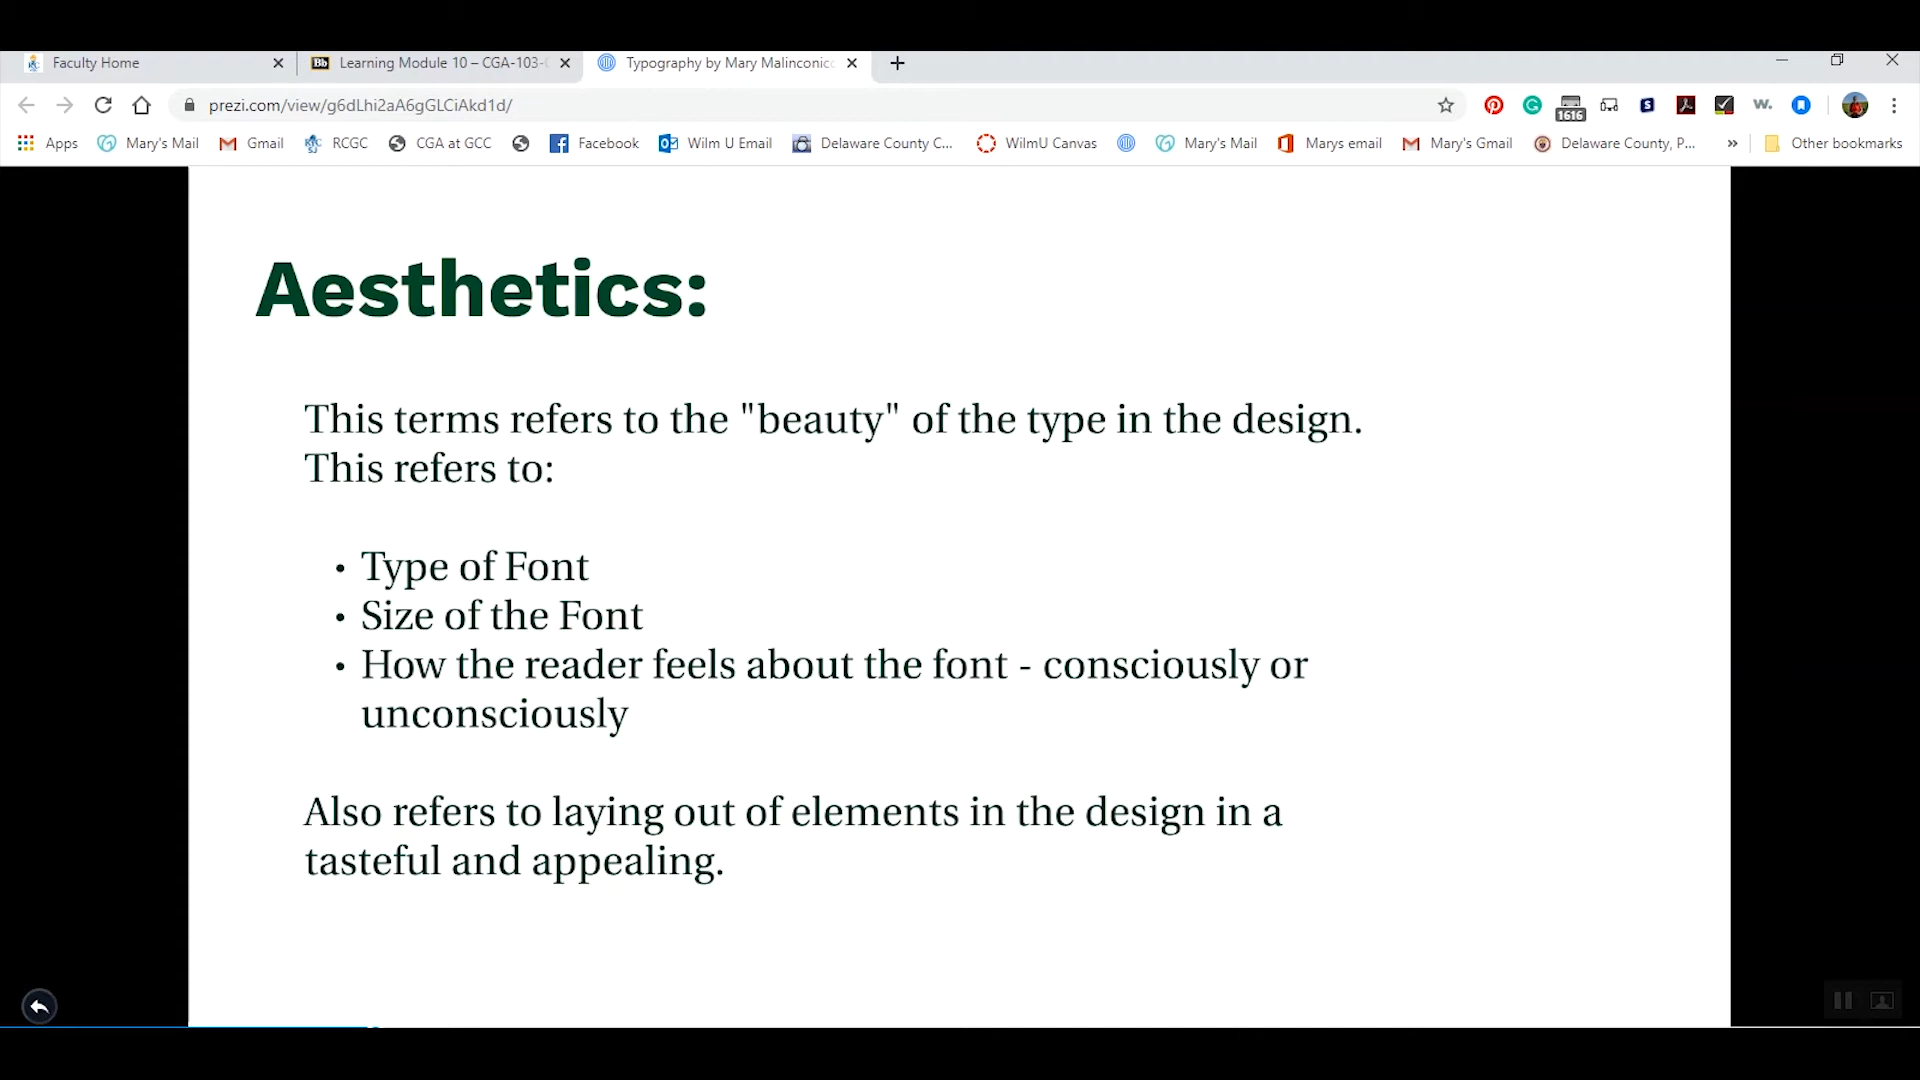 Faculty Home
Learning Module 10 – CGA-103-
Typography by Mary Malinconic
prezi.com/view/g6dLhi2aA6gGLCiAkd1d/
1616
w.
Apps Mary's Mail Gmail RCGC CGA at GCC Facebook Wilm U Email Delaware County C... WilmU Canvas Mary's Mail Marys email Mary's Gmail Delaware County, P... » Other bookmarks
Aesthetics:
This terms refers to the "beauty" of the type in the design.
This refers to:
• Type of Font
• Size of the Font
• How the reader feels about the font - consciously or
unconsciously
Also refers to laying out of elements in the design in a
tasteful and appealing.